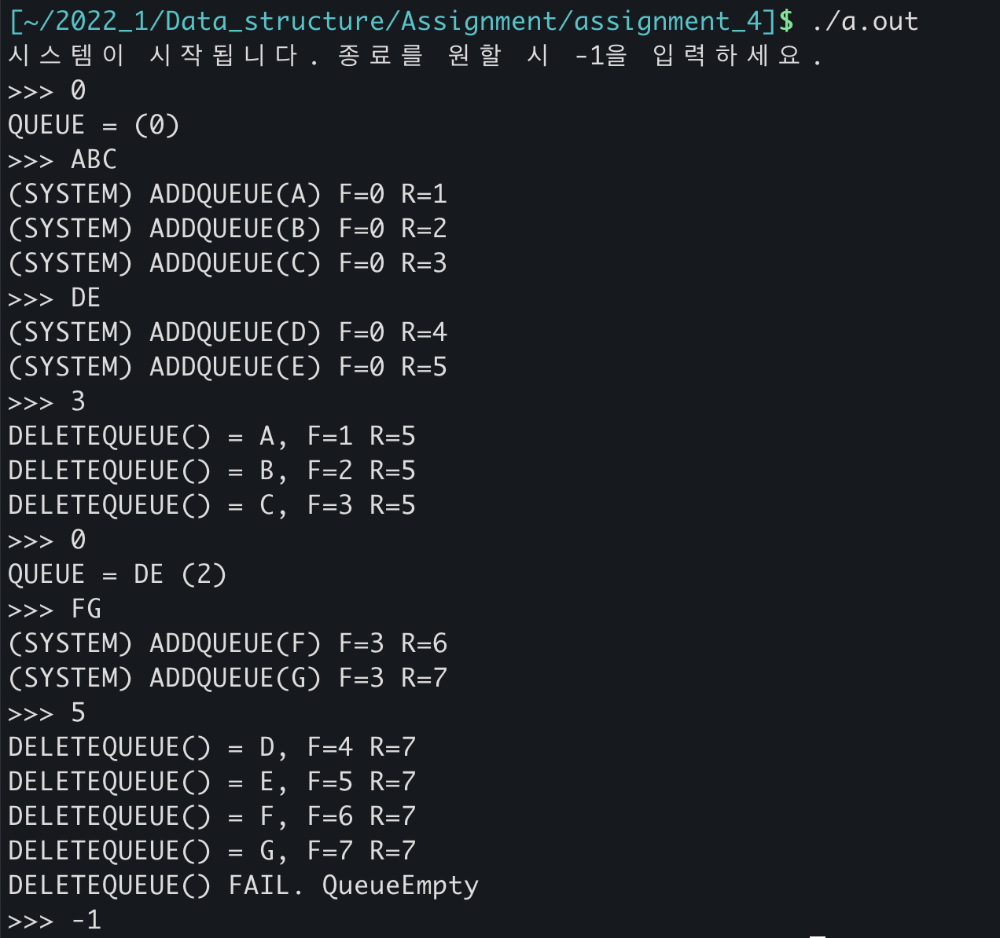 [~/2022_1/Data_structure/Assignment/assignment_4]$ ./a.out
시스템이 시작됩니다. 종료를 원할 시 -1을 입력하세요.
>>> 0
QUEUE = (0)
>>> ABC
(SYSTEM) ADDQUEUE(A) F=0 R=1
(SYSTEM) ADDQUEUE(B) F=0 R=2
(SYSTEM) ADDQUEUE(C) F=0 R=3
>>> DE
(SYSTEM) ADDQUEUE(D) F=0 R=4
(SYSTEM) ADDQUEUE(E) F=0 R=5
>>> 3
DELETEQUEUE() = A, F=1 R=5
DELETEQUEUE() = B, F=2 R=5
DELETEQUEUE() = C, F=3 R=5
>>> 0
QUEUE = DE (2)
>>> FG
(SYSTEM) ADDQUEUE(F) F=3 R=6
(SYSTEM) ADDQUEUE(G) F=3 R=7
>>> 5
DELETEQUEUE() = D, F=4 R=7
DELETEQUEUE() = E, F=5 R=7
DELETEQUEUE() = F, F=6 R=7
DELETEQUEUE() = G, F=7 R=7
DELETEQUEUE() FAIL. QueueEmpty
>>> -1